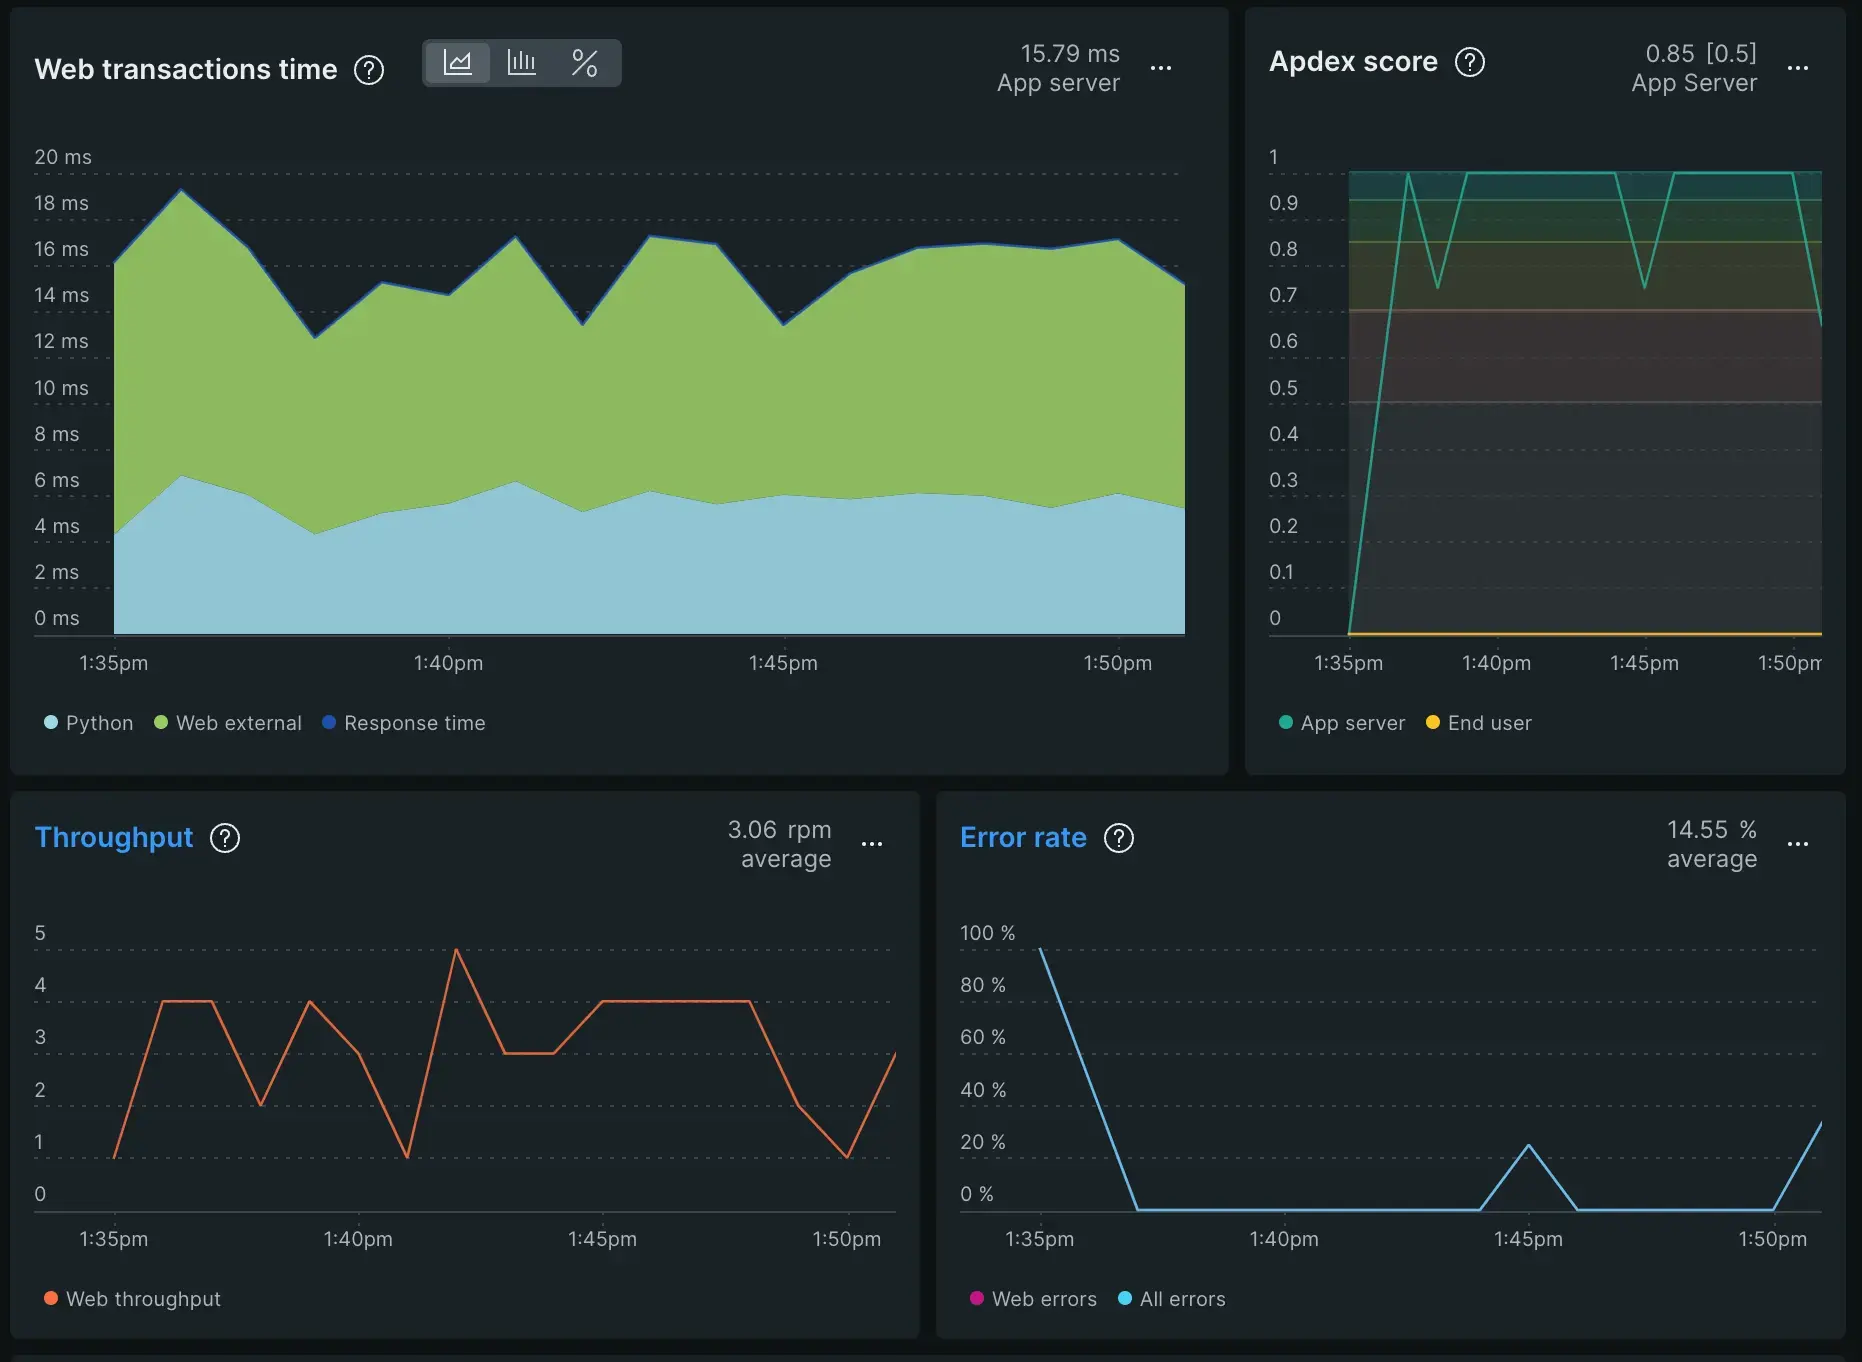 Web transactions time ?
%
15.79 ms
App server
...
20 ms
18 ms
16 ms
14 ms
12 ms
10 ms
8 ms
6 ms
4 ms
2 ms
0 ms
1:35pm 1:40pm 1:45pm 1:50pm
Python Web external Response time
Apdex score ?
0.85 [0.5]
App Server
...
1
0.9
0.8
0.7
0.6
0.5
0.4
0.3
0.2
0.1
0
1:35pm 1:40pm 1:45pm 1:50pm
App server End user
Throughput ?
3.06 rpm
average
...
5
4
3
2
1
0
1:35pm 1:40pm 1:45pm 1:50pm
Web throughput
Error rate ?
14.55 %
average
...
100 %
80 %
60 %
40 %
20 %
0 %
1:35pm 1:40pm 1:45pm 1:50pm
Web errors All errors